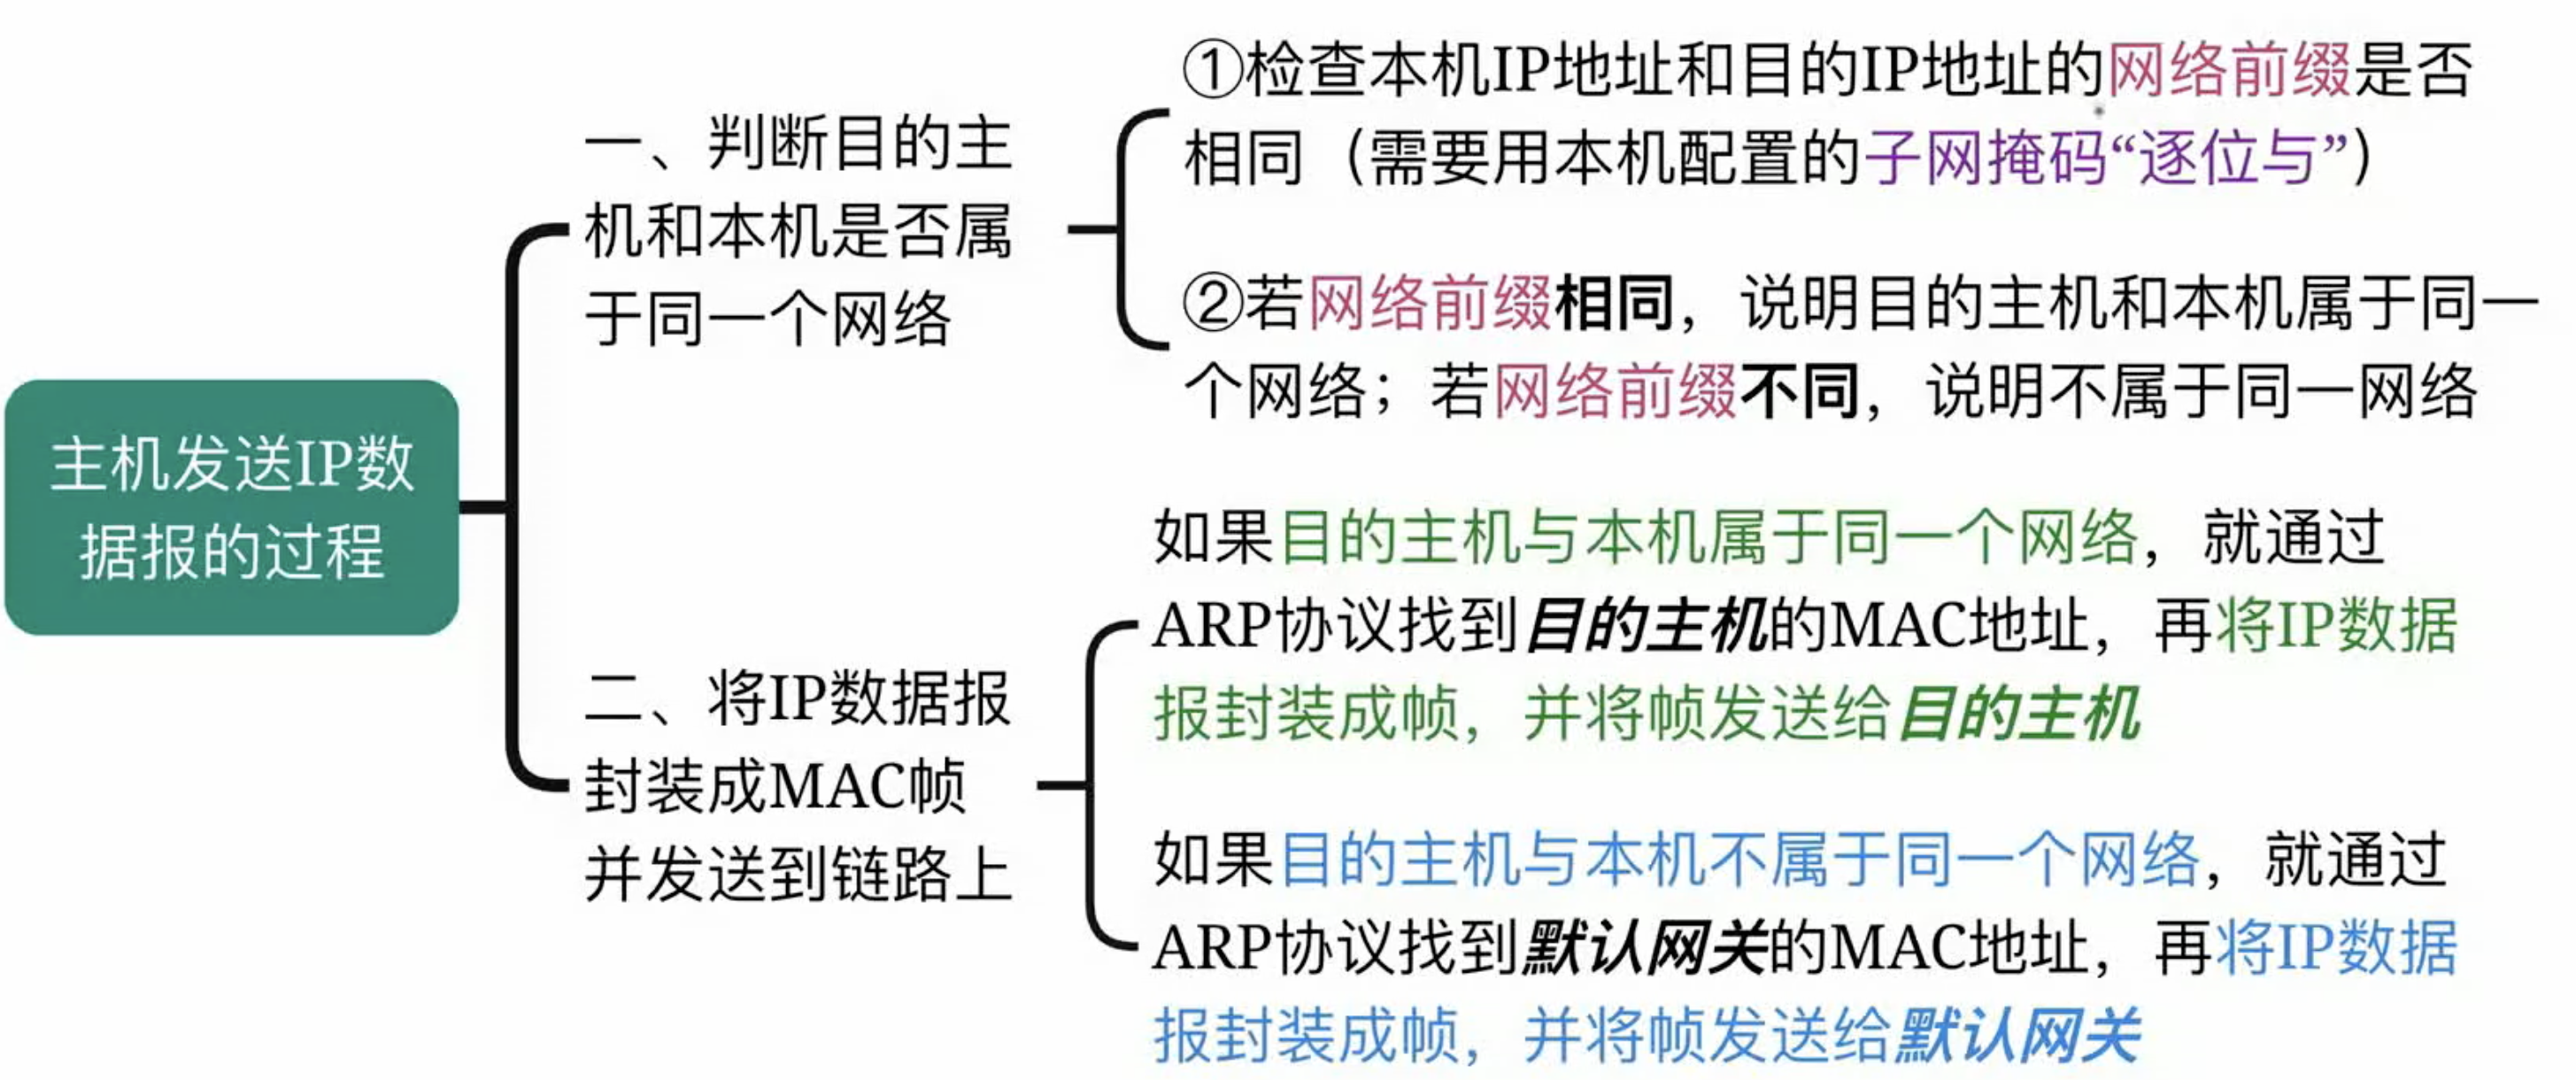 主机发送IP数
据报的过程
一、判断目的主
机和本机是否属
于同一个网络
①检查本机IP地址和目的IP地址的网络前缀是否
相同（需要用本机配置的子网掩码“逐位与”）
②若网络前缀相同，说明目的主机和本机属于同一
个网络；若网络前缀不同，说明不属于同一网络
二、将IP数据报
封装成MAC帧
并发送到链路上
如果目的主机与本机属于同一个网络，就通过
ARP协议找到目的主机的MAC地址，再将IP数据
报封装成帧，并将帧发送给目的主机
如果目的主机与本机不属于同一个网络，就通过
ARP协议找到默认网关的MAC地址，再将IP数据
报封装成帧，并将帧发送给默认网关